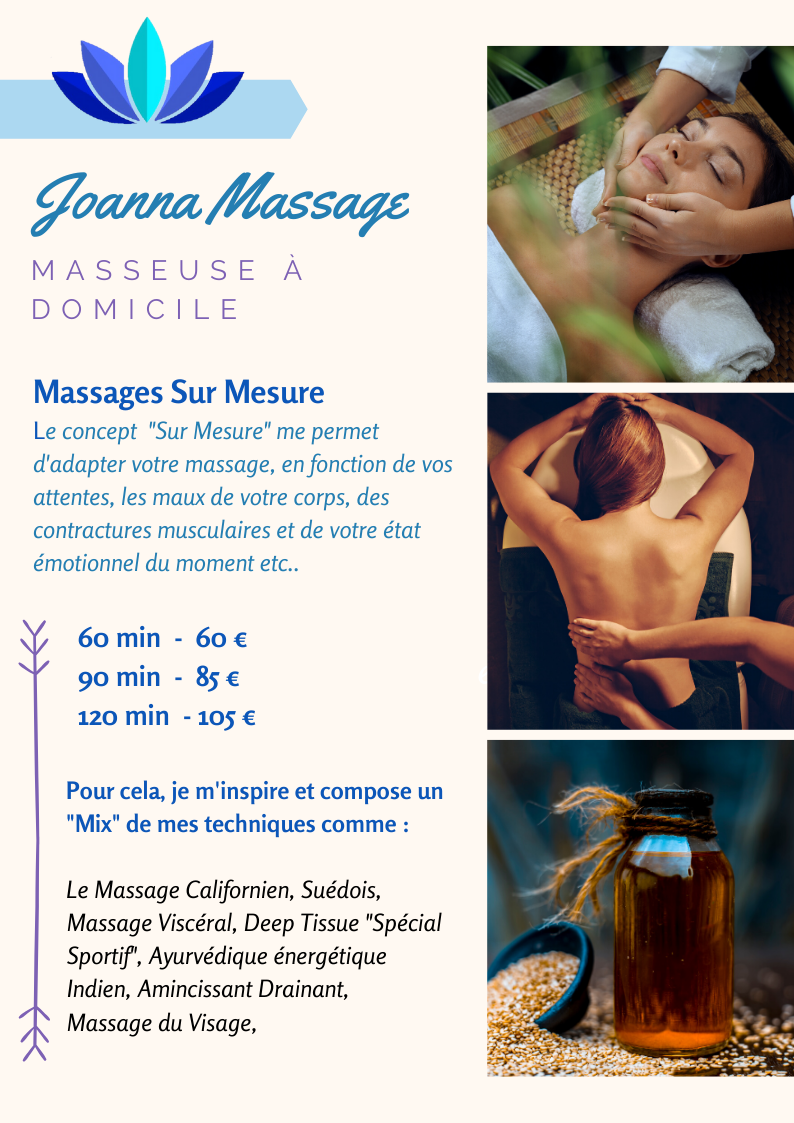 Joanna Massage
MASSEUSE À
DOMICILE
Massages Sur Mesure
Le concept "Sur Mesure" me permet
d'adapter votre massage, en fonction de vos
attentes, les maux de votre corps, des
contractures musculaires et de votre état
émotionnel du moment etc..
60 min - 60 €
90 min - 85 €
120 min - 105 €
Pour cela, je m'inspire et compose un
"Mix" de mes techniques comme :
Le Massage Californien, Suédois,
Massage Viscéral, Deep Tissue "Spécial
Sportif", Ayurvédique énergétique
Indien, Amincissant Drainant,
Massage du Visage,